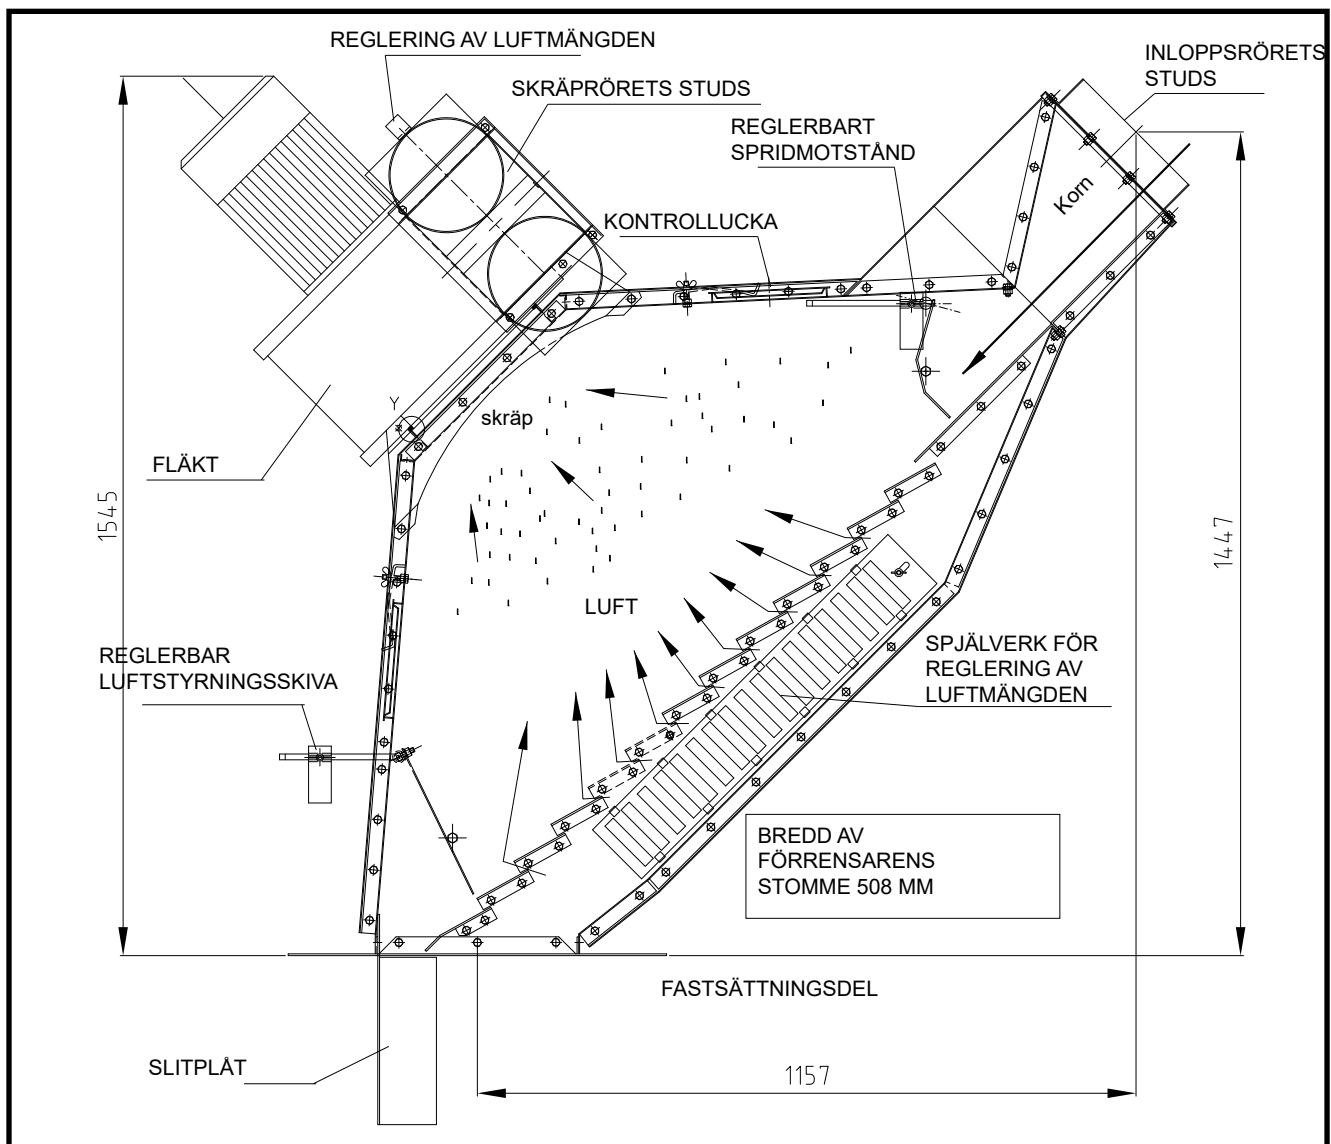 REGLERING AV LUFTMÄNGDEN
INLOPPSRÖRETS
STUDS
SKRÄPRÖRETS STUDS
REGLERBART
SPRIDMOTSTÅND
Korn
KONTROLLUCKA
Y
skräp
FLÄKT
1545
1447
LUFT
REGLERBAR
LUFTSTYRNINGSSKIVA
SPJÄLVERK FÖR
REGLERING AV
LUFTMÄNGDEN
BREDD AV
FÖRRENSARENS
STOMME 508 MM
FASTSÄTTNINGSDEL
SLITPLÅT
1157